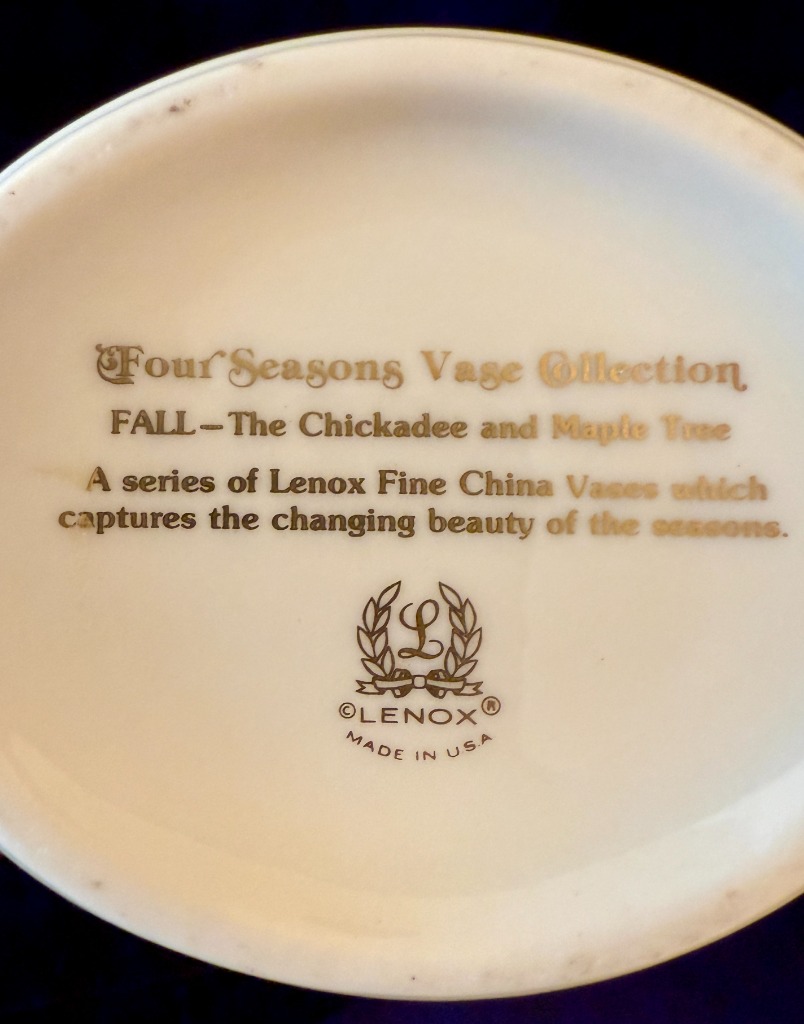 Four Seasons Vase Collection
FALL—The Chickadee and Maple Tree
A series of Lenox Fine China Vases which
captures the changing beauty of the seasons.
L
©LENOX®
MADE IN U.S.A